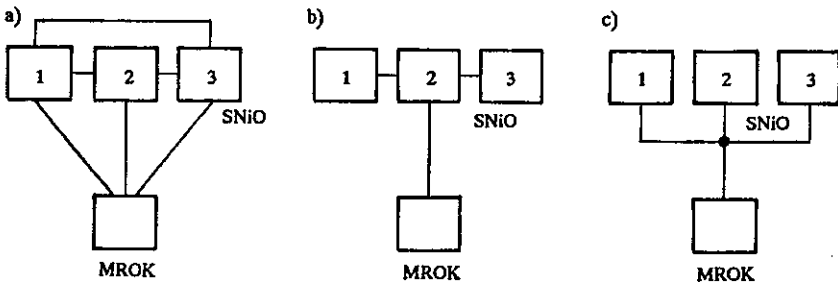 a)
1 2 3
SNiO
MROK
b)
1 2 3
SNiO
MROK
c)
1 2 3
SNiO
MROK